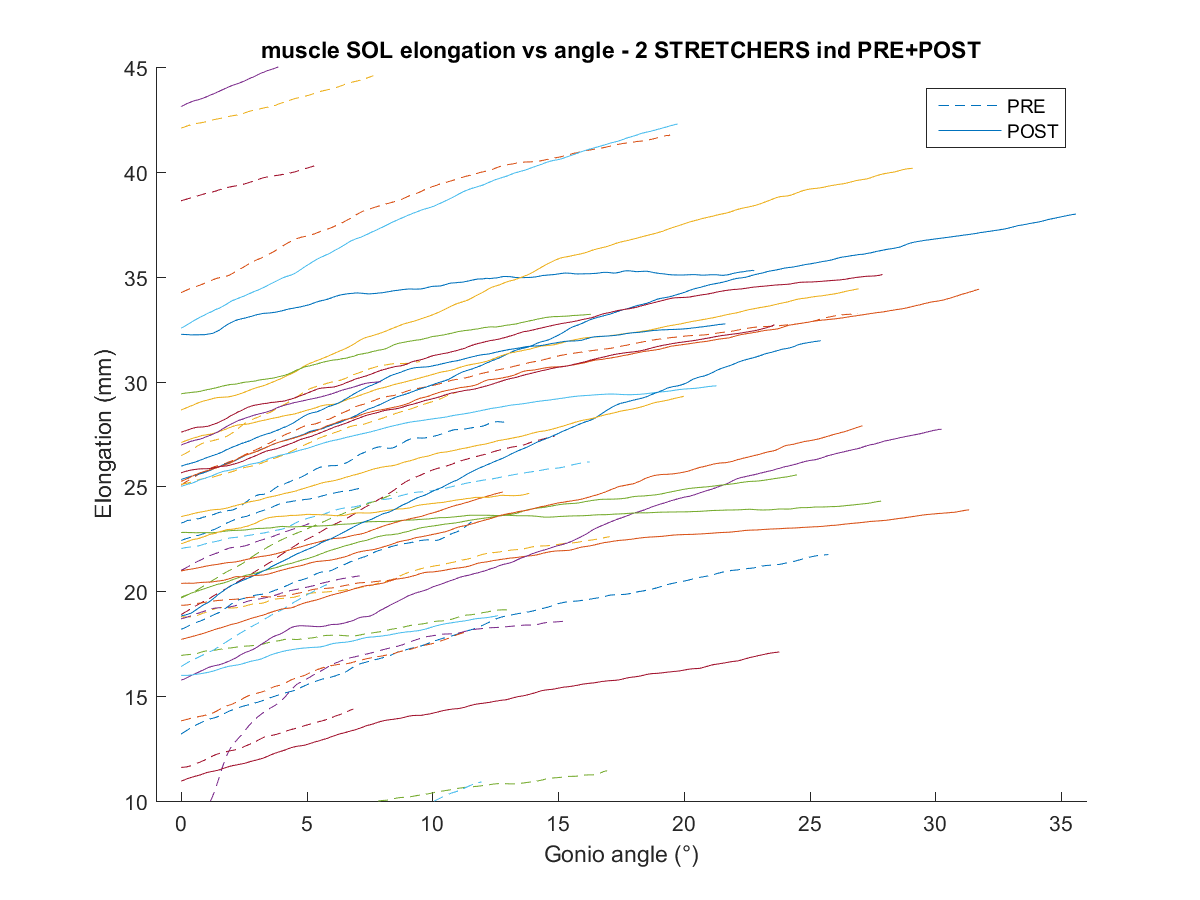 muscle SOL elongation vs angle - 2 STRETCHERS ind PRE+POST
PRE
POST
Elongation (mm)
45
40
35
30
25
20
15
10
0 5 10 15 20 25 30 35
Gonio angle (°)